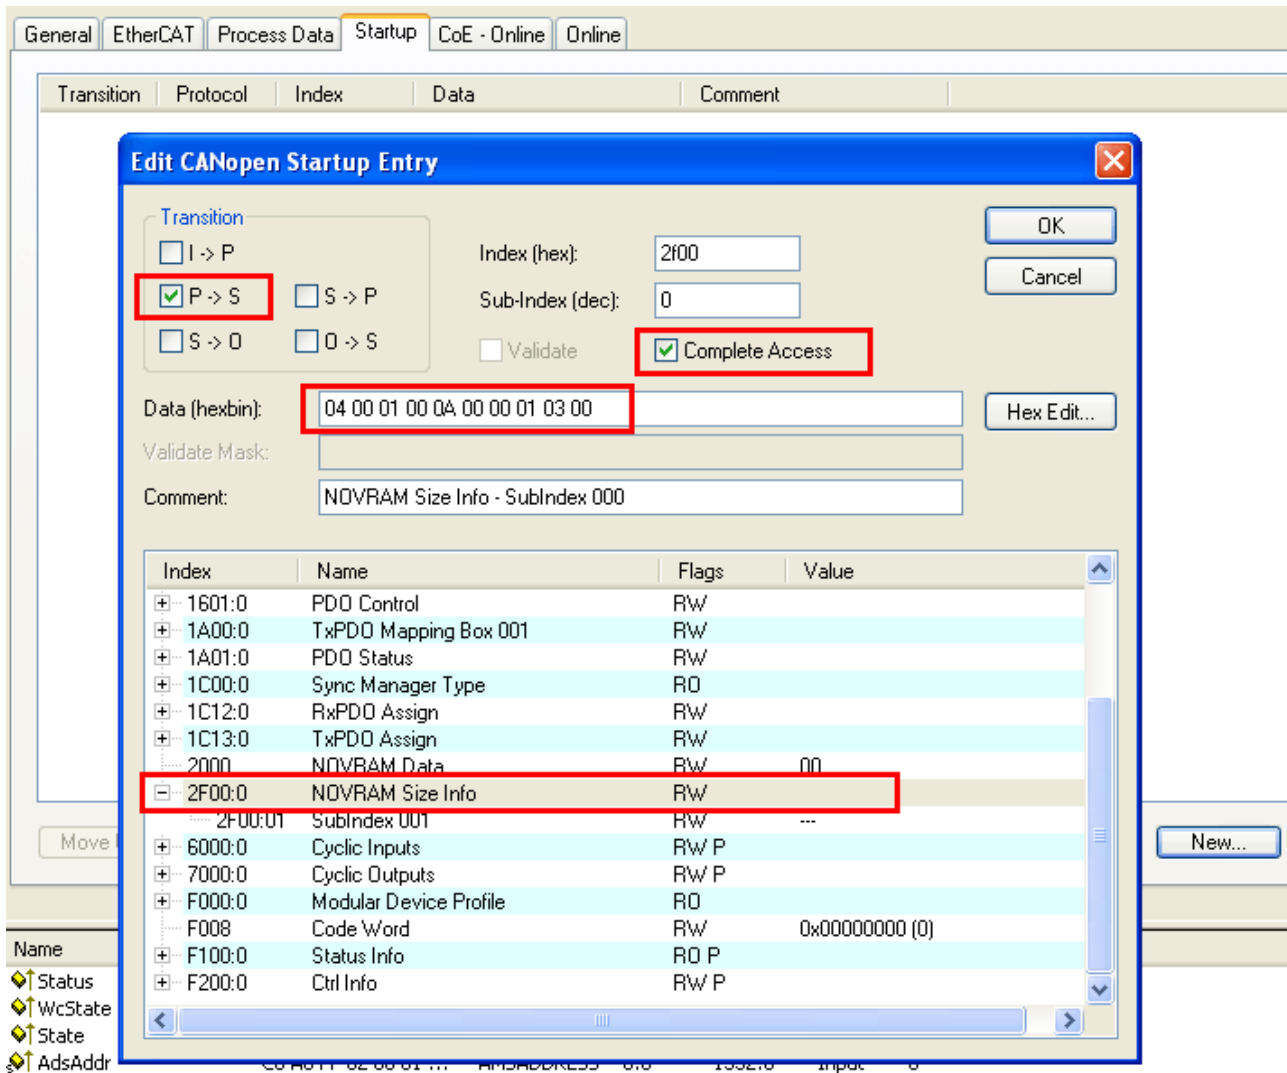 General EtherCAT Process Data Startup CoE - Online Online
Transition Protocol Index Data Comment
Edit CANopen Startup Entry
Transition
I -> P
P -> S
S -> P
S -> O
O -> S
Index (hex): 2f00
Sub-Index (dec): 0
Validate
Complete Access
OK
Cancel
Data (hexbin): 04 00 01 00 0A 00 00 01 03 00
Hex Edit...
Validate Mask:
Comment: NOVRAM Size Info - SubIndex 000
Index Name Flags Value
1601:0 PDO Control RW
1A00:0 TxPDO Mapping Box 001 RW
1A01:0 PDO Status RW
1C00:0 Sync Manager Type RO
1C12:0 RxPDO Assign RW
1C13:0 TxPDO Assign RW
2000 NOVRAM Data RW 00
2F00:0 NOVRAM Size Info RW
2F00:01 SubIndex 001 RW ---
6000:0 Cyclic Inputs RW P
7000:0 Cyclic Outputs RW P
F000:0 Modular Device Profile RO
F008 Code Word RW 0x00000000 (0)
F100:0 Status Info RO P
F200:0 Ctrl Info RW P
Move
New...
Name
Status
WcState
State
AdsAddr